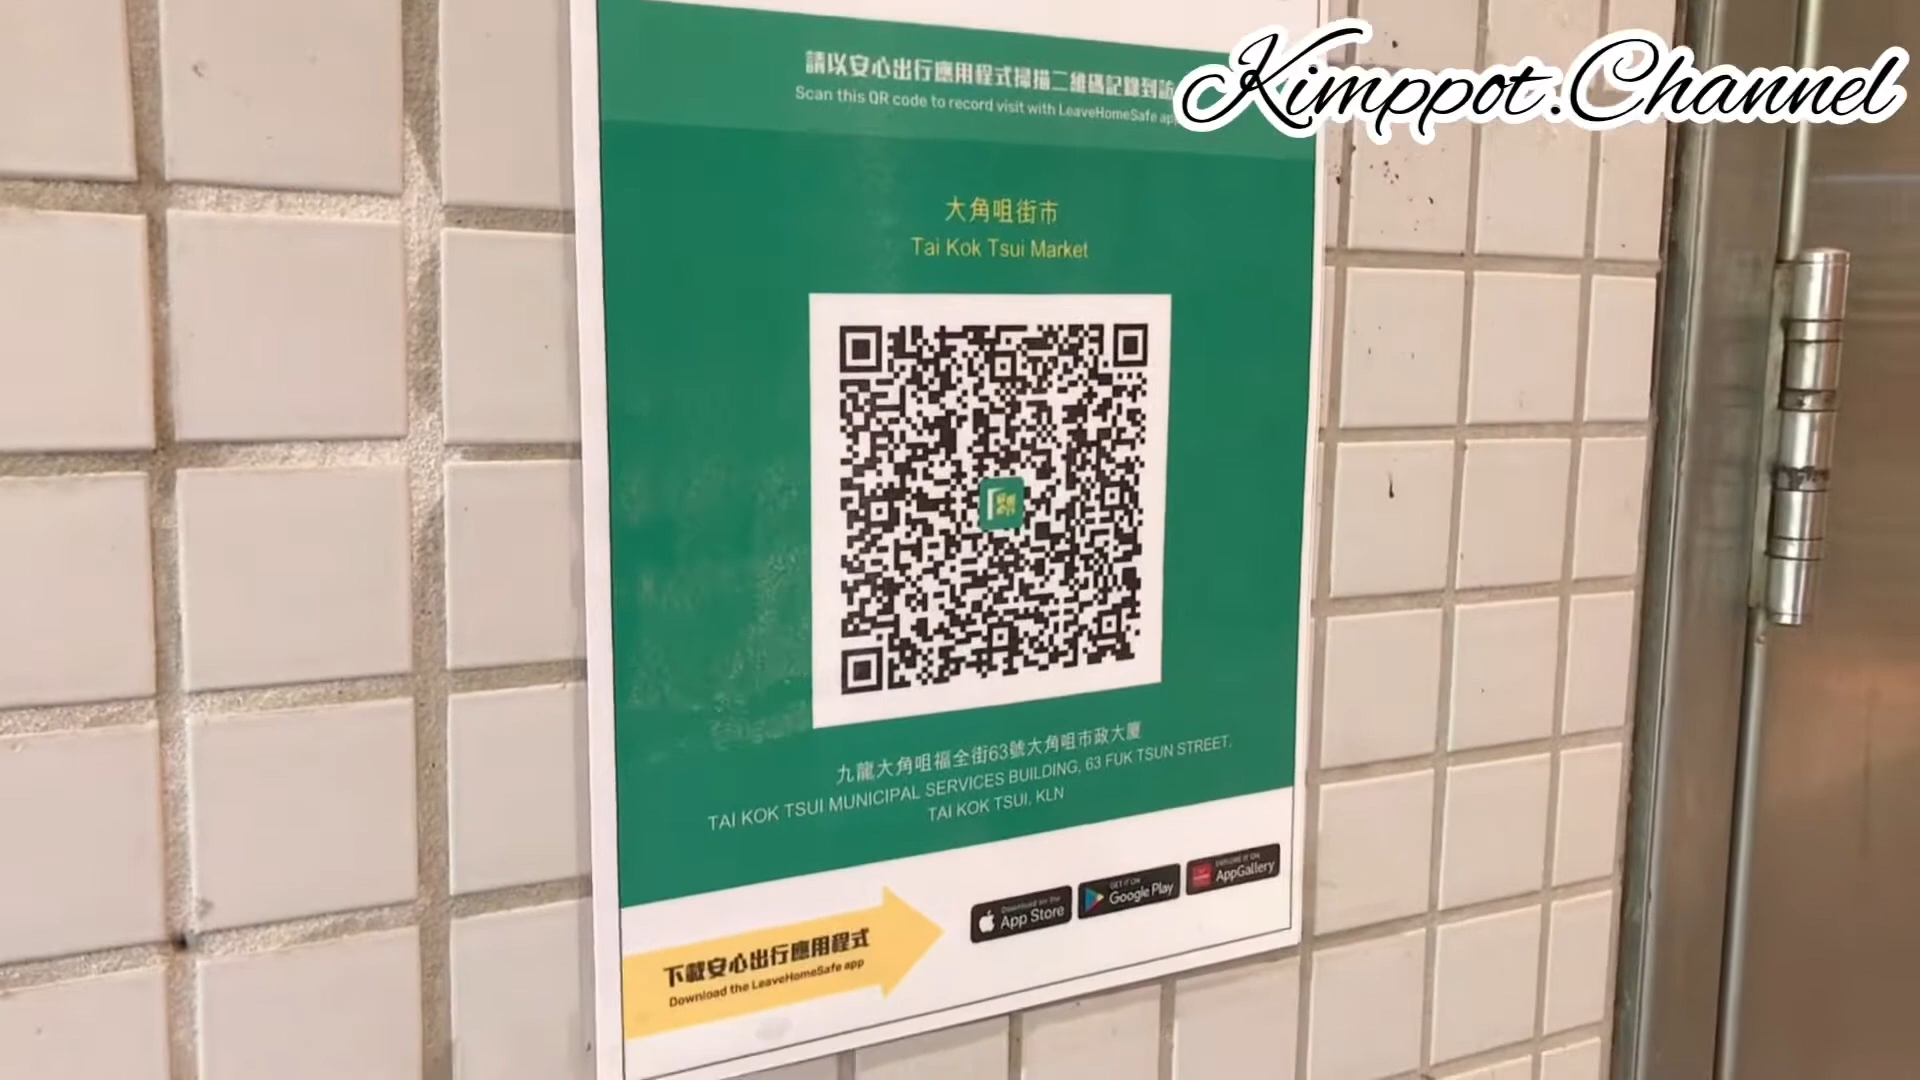 請以安心出行應用程式掃描二維碼記錄到訪
Scan this QR code to record visit with LeaveHomeSafe app
Kimppot.Channel
大角咀街市
Tai Kok Tsui Market
九龍大角咀福全街63號大角咀市政大廈
TAI KOK TSUI MUNICIPAL SERVICES BUILDING, 63 FUK TSUN STREET,
TAI KOK TSUI, KLN
下載安心出行應用程式
Download the LeaveHomeSafe app
Download on the
App Store
GET IT ON
Google Play
EXPLORE IT ON
AppGallery